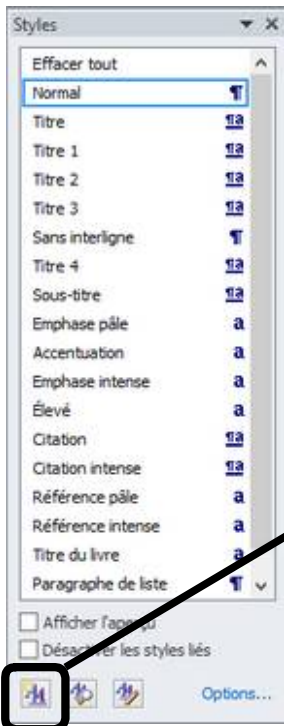 Styles
Effacer tout
Normal
Titre
Titre 1
Titre 2
Titre 3
Sans interligne
Titre 4
Sous-titre
Emphase pâle
Accentuation
Emphase intense
Élevé
Citation
Citation intense
Référence pâle
Référence intense
Titre du livre
Paragraphe de liste
Afficher l'aperçu
Désactiver les styles liés
Options...